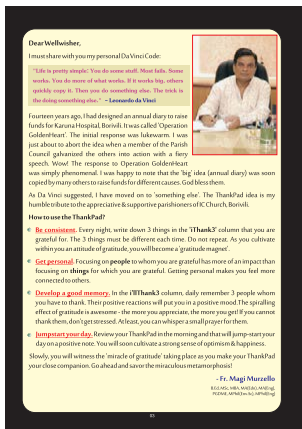 Dear Wellwisher,
I must share with you my personal Da Vinci Code:
"Life is pretty simple! You do some stuff. Most fails. Some
works. You do more of what works. If it works big, others
quickly copy it. Then you do something else. The trick is
the doing something else." - Leonardo da Vinci
Fourteen years ago, I had designed an annual diary to raise
funds for Karuna Hospital, Borivli. It was called 'Operation
GoldenHeart'. The initial response was lukewarm. I was
just about to abort the idea when a member of the Parish
Council galvanized the others into action with a fiery
speech. Wow! The response to Operation GoldenHeart
was simply phenomenal. I was happy to note that the 'big' idea (annual diary) was soon
copied by many others to raise funds for different causes. God bless them.
As Da Vinci suggested, I have moved on to 'something else'. The ThankPad idea is my
humble tribute to the appreciative & supportive parishioners of IC Church, Borivli.
How to use the ThankPad?
Be consistent. Every night, write down 3 things in the 'iThank3' column that you are
grateful for. The 3 things must be different each time. Do not repeat. As you cultivate
within you an attitude of gratitude, you will become a 'gratitude magnet'.
Get personal. Focusing on people to whom you are grateful has more of an impact than
focusing on things for which you are grateful. Getting personal makes you feel more
connected to others.
Develop a good memory. In the i'llThank3 column, daily remember 3 people whom
you have to thank. Their positive reactions will put you in a positive mood. The spiralling
effect of gratitude is awesome - the more you appreciate, the more you get! If you cannot
thank them, don't get stressed. At least, you can whisper a small prayer for them.
Jumpstart your day. Review your ThankPad in the morning and that will jump-start your
day on a positive note. You will soon cultivate a strong sense of optimism & happiness.
Slowly, you will witness the 'miracle of gratitude' taking place as you make your ThankPad
your close companion. Go ahead and savor the miraculous metamorphosis!
- Fr. Magi Murzello